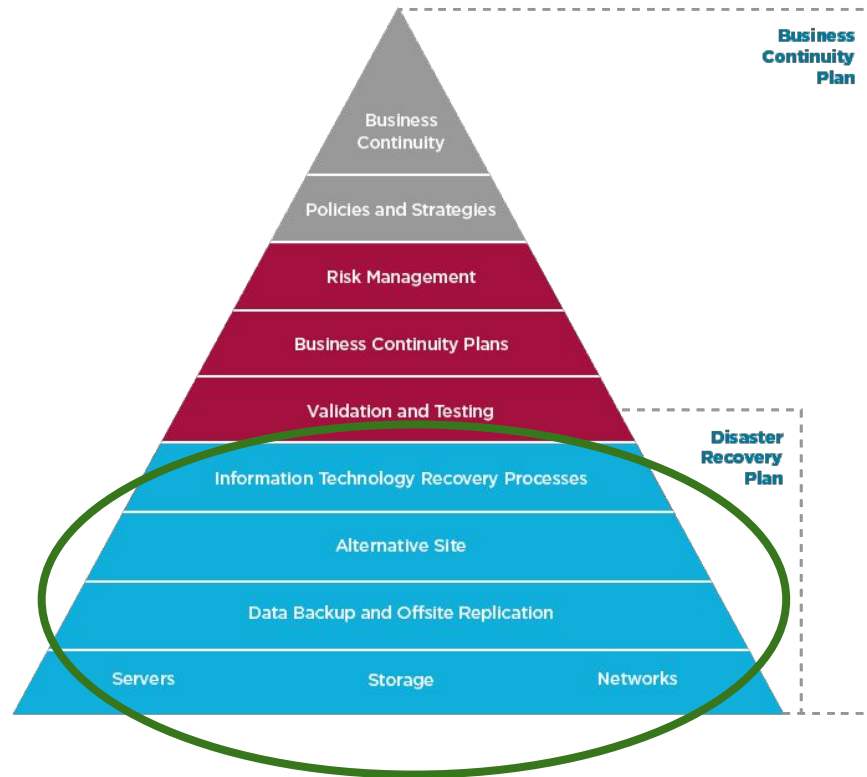 Business
Continuity
Plan
Business
Continuity
Policies and Strategies
Risk Management
Business Continuity Plans
Validation and Testing
Disaster
Recovery
Plan
Information Technology Recovery Processes
Alternative Site
Data Backup and Offsite Replication
Servers Storage Networks